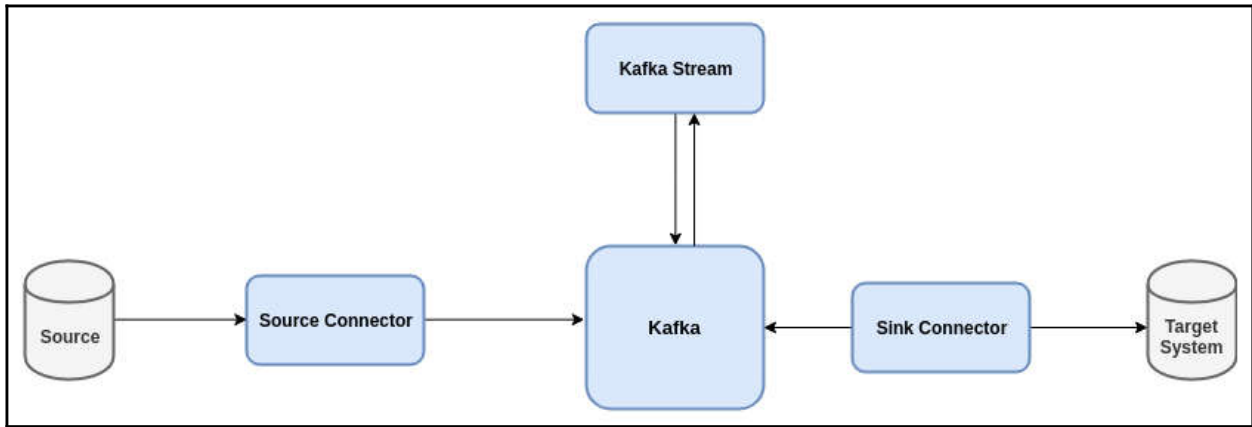 Kafka Stream
Source
Source Connector
Kafka
Sink Connector
Target
System